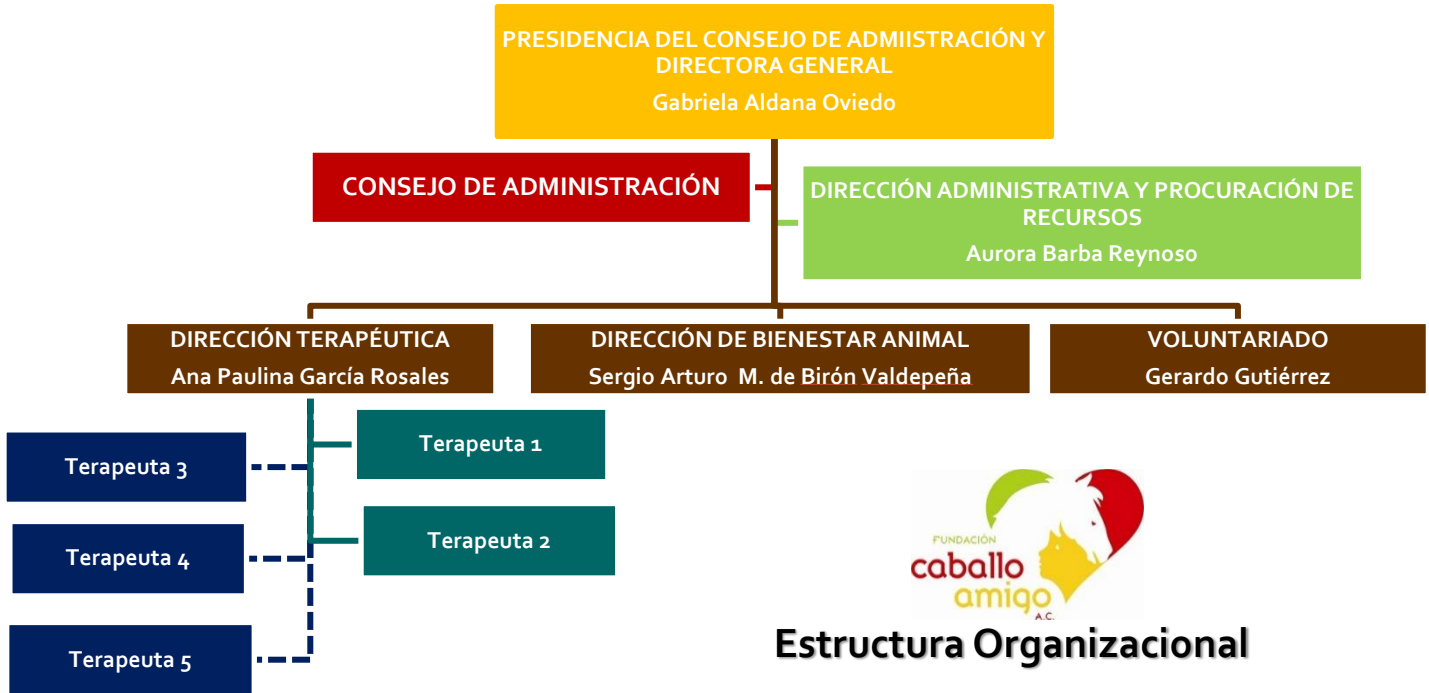 PRESIDENCIA DEL CONSEJO DE ADMIISTRACIÓN Y
DIRECTORA GENERAL
Gabriela Aldana Oviedo
CONSEJO DE ADMINISTRACIÓN
DIRECCIÓN ADMINISTRATIVA Y PROCURACIÓN DE
RECURSOS
Aurora Barba Reynoso
DIRECCIÓN TERAPÉUTICA
Ana Paulina García Rosales
DIRECCIÓN DE BIENESTAR ANIMAL
Sergio Arturo M. de Birón Valdepeña
VOLUNTARIADO
Gerardo Gutiérrez
Terapeuta 1
Terapeuta 2
Terapeuta 3
Terapeuta 4
Terapeuta 5
FUNDACIÓN
caballo
amigo
A.C.
Estructura Organizacional